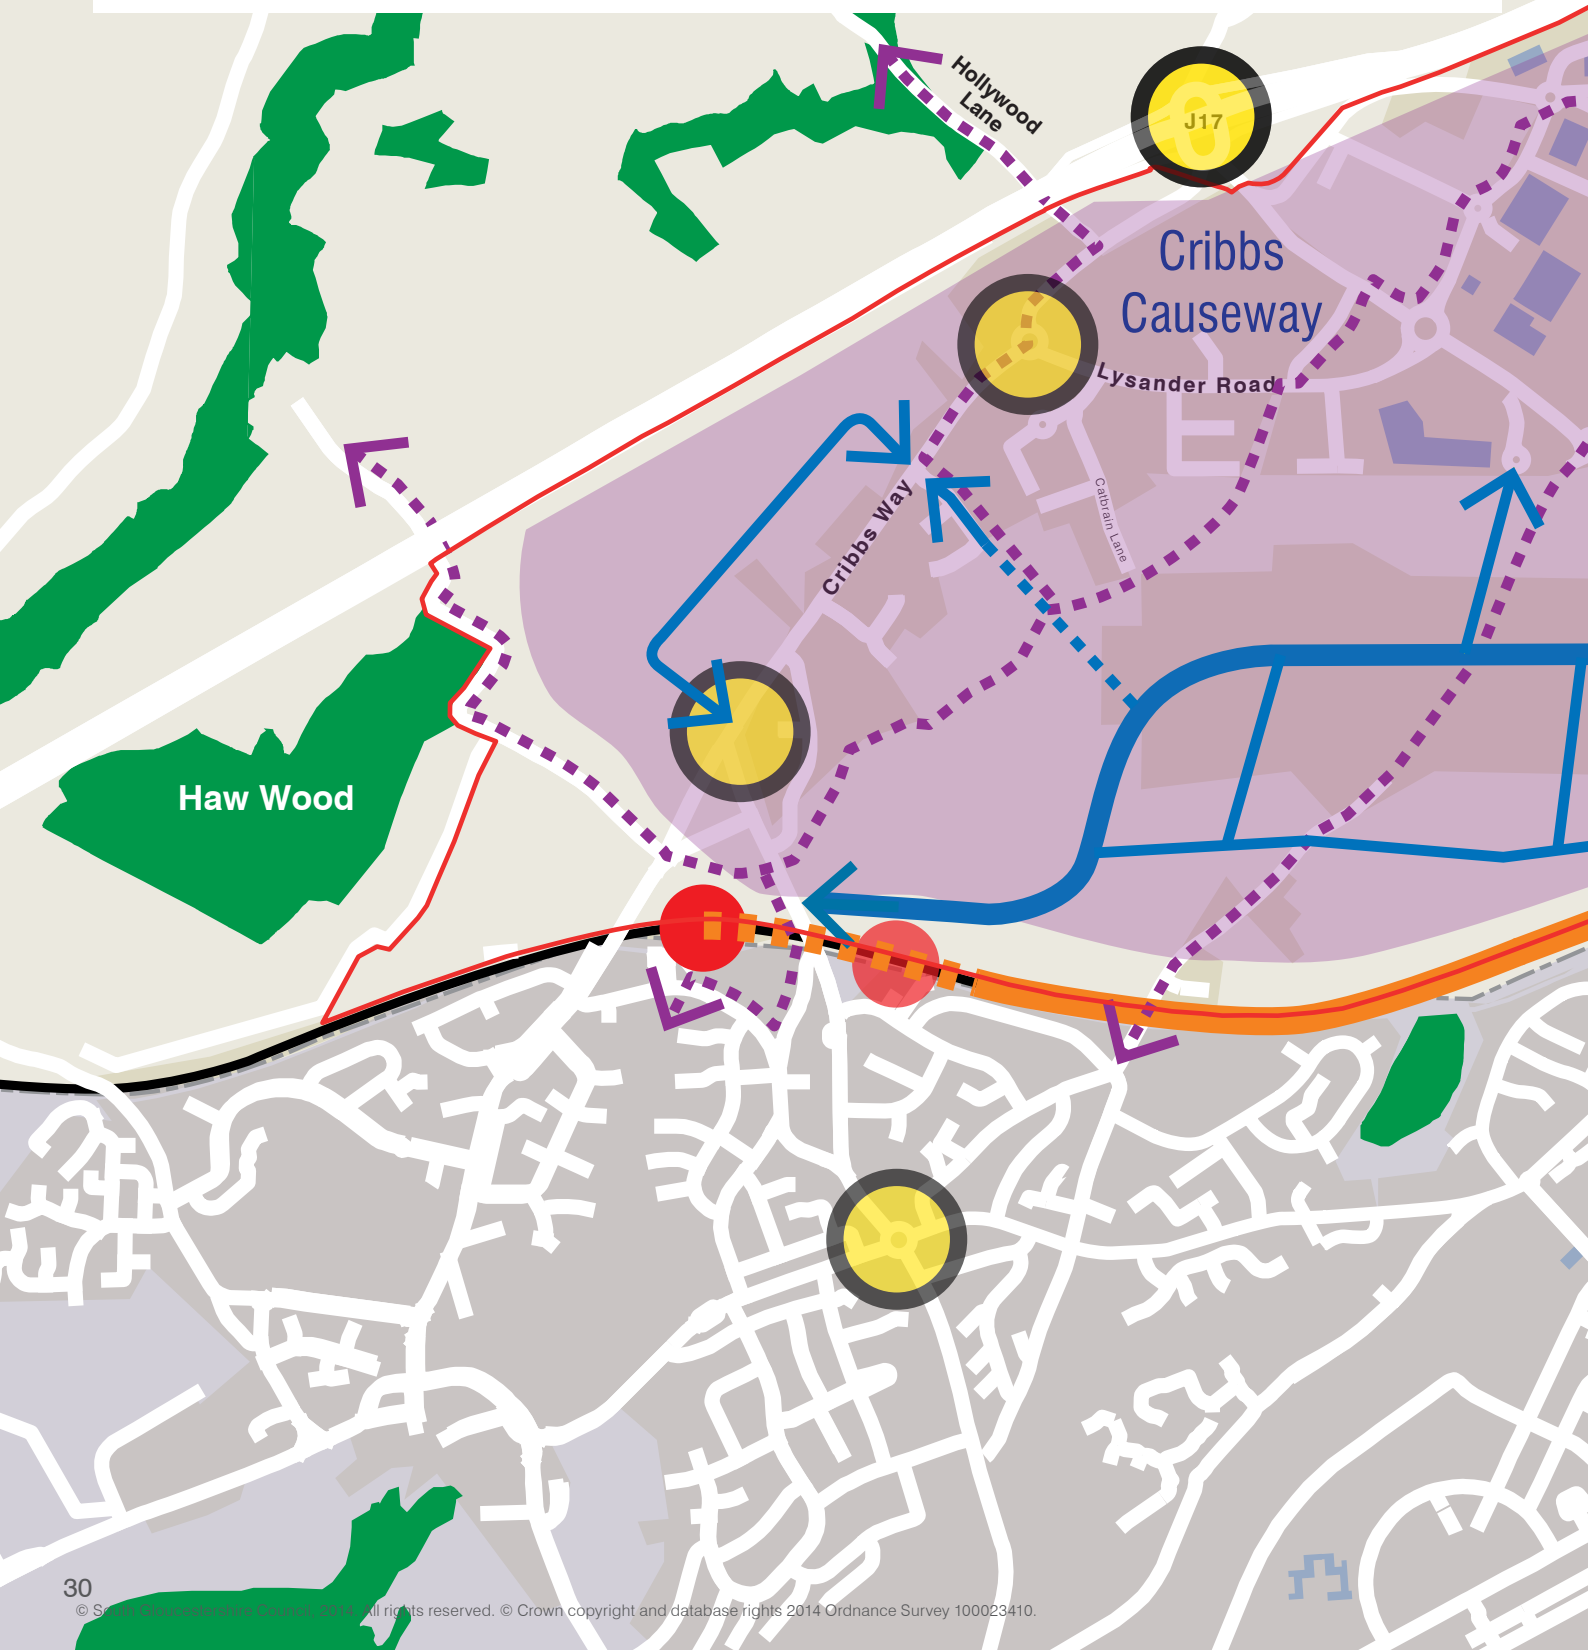 Hollywood
Lane
J17
Cribbs
Causeway
Lysander Road
Cribbs Way
Catbrain Lane
Haw Wood
30
© South Gloucestershire Council, 2014. All rights reserved. © Crown copyright and database rights 2014 Ordnance Survey 100023410.